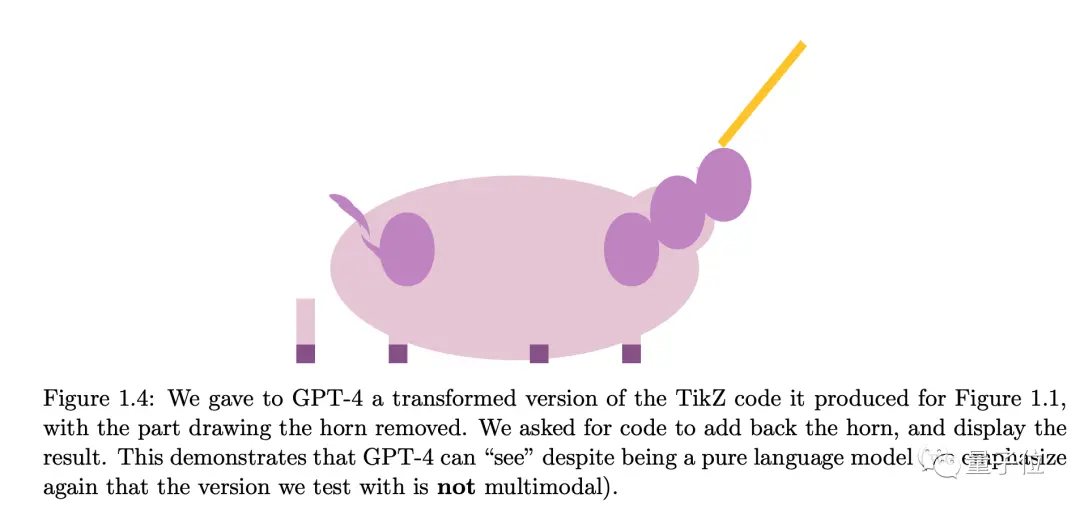 Figure 1.4: We gave to GPT-4 a transformed version of the TikZ code it produced for Figure 1.1,
with the part drawing the horn removed. We asked for code to add back the horn, and display the
result. This demonstrates that GPT-4 can “see” despite being a pure language model (we emphasize
again that the version we test with is not multimodal).
量子位